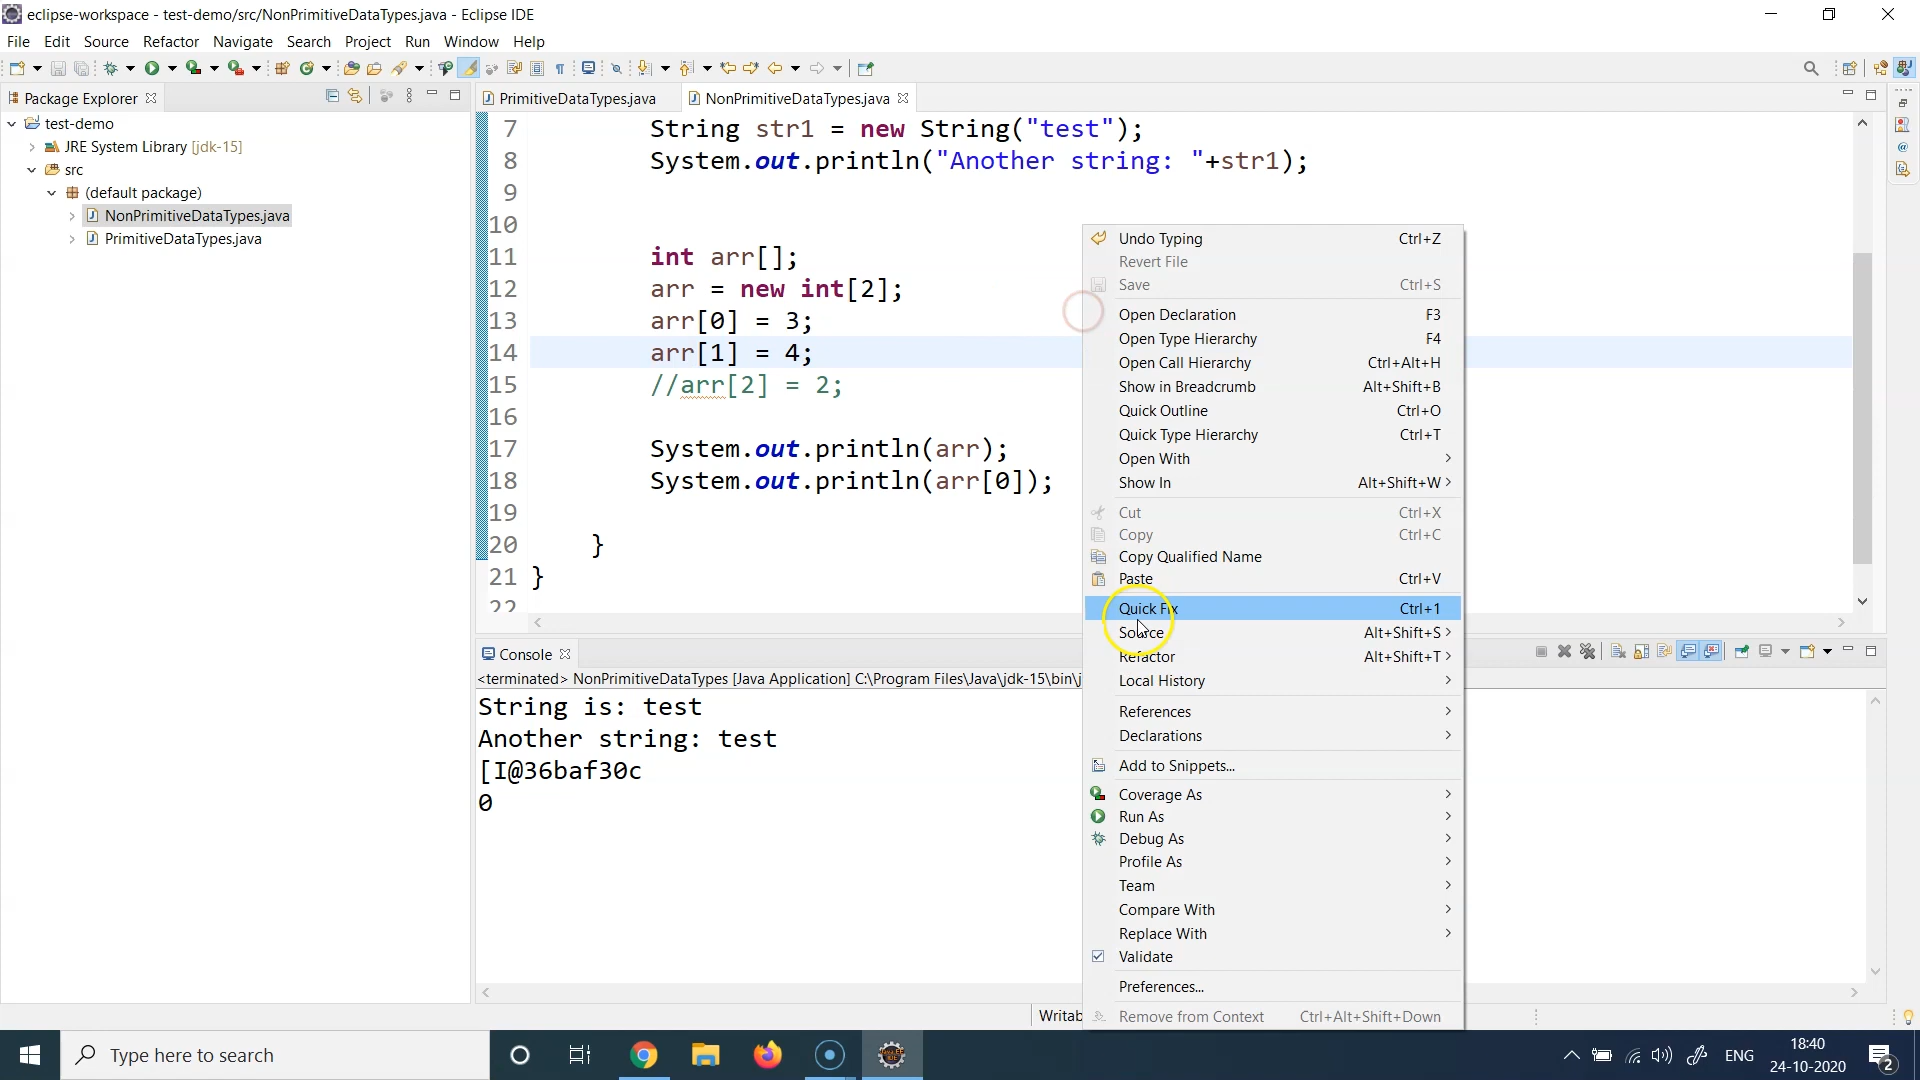 eclipse-workspace - test-demo/src/NonPrimitiveDataTypes.java - Eclipse IDE
File Edit Source Refactor Navigate Search Project Run Window Help
Package Explorer
PrimitiveDataTypes.java
NonPrimitiveDataTypes.java
test-demo
JRE System Library [jdk-15]
src
(default package)
NonPrimitiveDataTypes.java
PrimitiveDataTypes.java
7 String str1 = new String("test");
8 System.out.println("Another string: "+str1);
9
10
11 int arr[];
12 arr = new int[2];
13 arr[0] = 3;
14 arr[1] = 4;
15 //arr[2] = 2;
16
17 System.out.println(arr);
18 System.out.println(arr[0]);
19
20 }
21 }
22
Undo Typing Ctrl+Z
Revert File
Save Ctrl+S
Open Declaration F3
Open Type Hierarchy F4
Open Call Hierarchy Ctrl+Alt+H
Show in Breadcrumb Alt+Shift+B
Quick Outline Ctrl+O
Quick Type Hierarchy Ctrl+T
Open With
Show In Alt+Shift+W
Cut Ctrl+X
Copy Ctrl+C
Copy Qualified Name
Paste Ctrl+V
Quick Fix Ctrl+1
Source Alt+Shift+S
Refactor Alt+Shift+T
Local History
References
Declarations
Add to Snippets...
Coverage As
Run As
Debug As
Profile As
Team
Compare With
Replace With
Validate
Preferences...
Remove from Context Ctrl+Alt+Shift+Down
Console
<terminated> NonPrimitiveDataTypes [Java Application] C:\Program Files\Java\jdk-15\bin\j
String is: test
Another string: test
[I@36baf30c
0
Writab
Type here to search
ENG
18:40
24-10-2020
2